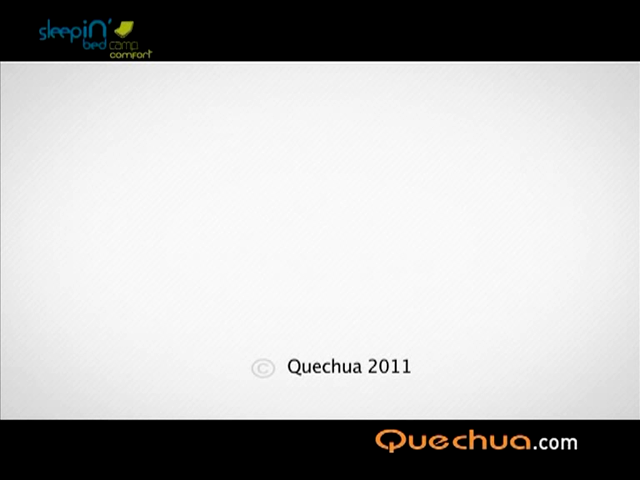 sleepin'
bed camp
comfort
© Quechua 2011
Quechua.com